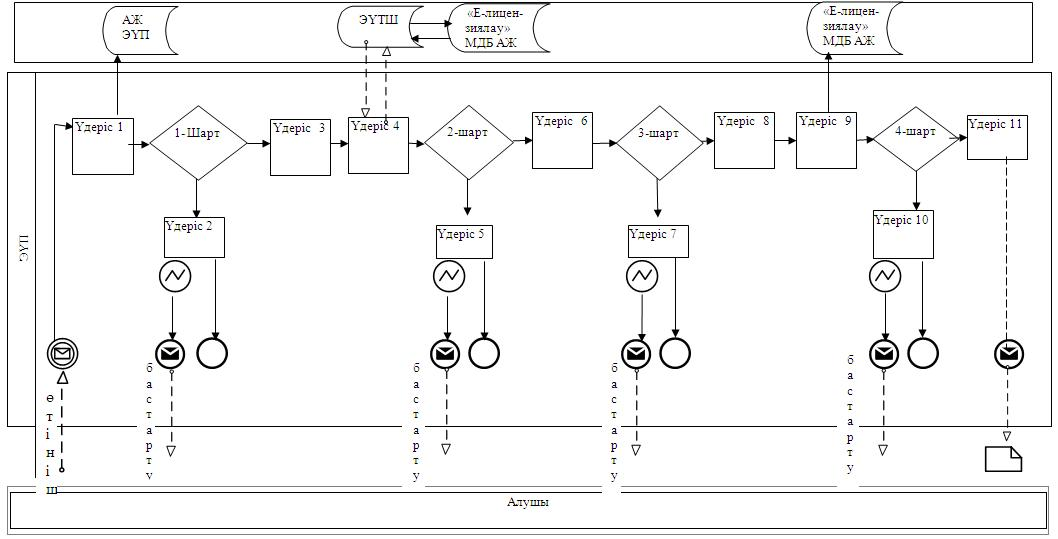 АЖ
ЭҮП
ЭҮТШ
«Е-лицен-
зиялау»
МДБ АЖ
«Е-лицен-
зиялау»
МДБ АЖ
Үдеріс 1
1-Шарт
Үдеріс 3
Үдеріс 4
2-шарт
Үдеріс 6
3-шарт
Үдеріс 8
Үдеріс 9
4-шарт
Үдеріс 11
Үдеріс 2
Үдеріс 5
Үдеріс 7
Үдеріс 10
ЭҮП
өтініш
бастарту
бастарту
бастарту
бастарту
Алушы